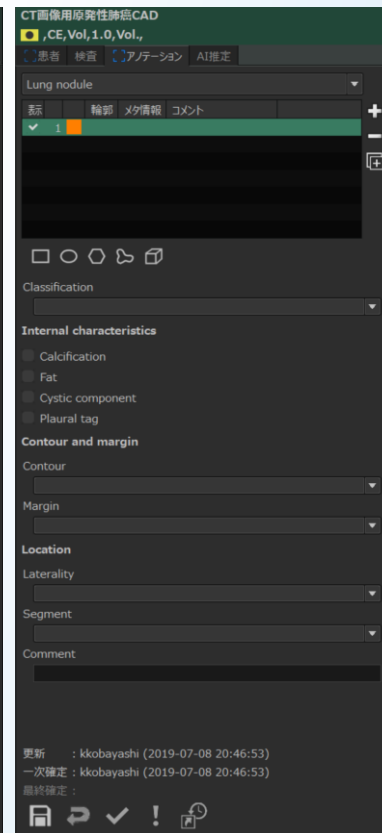 CT画像用原発性肺癌CAD
,CE,Vol,1.0,Vol.,
患者 検査 アノテーション AI推定
Lung nodule
表示 輪郭 メタ情報 コメント
1
Classification
Internal characteristics
Calcification
Fat
Cystic component
Plaural tag
Contour and margin
Contour
Margin
Location
Laterality
Segment
Comment
更新 : kkobayashi (2019-07-08 20:46:53)
一次確定 : kkobayashi (2019-07-08 20:46:53)
最終確定 :